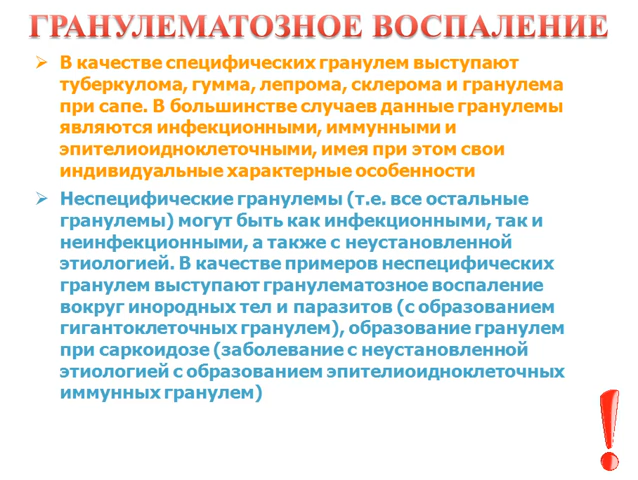 ГРАНУЛЕМАТОЗНОЕ ВОСПАЛЕНИЕ
В качестве специфических гранулем выступают
туберкулома, гумма, лепрома, склерома и гранулема
при сапе. В большинстве случаев данные гранулемы
являются инфекционными, иммунными и
эпителиоидноклеточными, имея при этом свои
индивидуальные характерные особенности
Неспецифические гранулемы (т.е. все остальные
гранулемы) могут быть как инфекционными, так и
неинфекционными, а также с неустановленной
этиологией. В качестве примеров неспецифических
гранулем выступают гранулематозное воспаление
вокруг инородных тел и паразитов (с образованием
гигантоклеточных гранулем), образование гранулем
при саркоидозе (заболевание с неустановленной
этиологией с образованием эпителиоидноклеточных
иммунных гранулем)